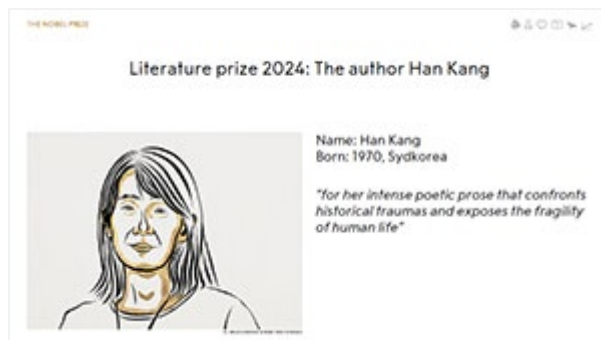 THE NOBEL PRIZE
Literature prize 2024: The author Han Kang
Name: Han Kang
Born: 1970, Sydkorea
"for her intense poetic prose that confronts
historical traumas and exposes the fragility
of human life"